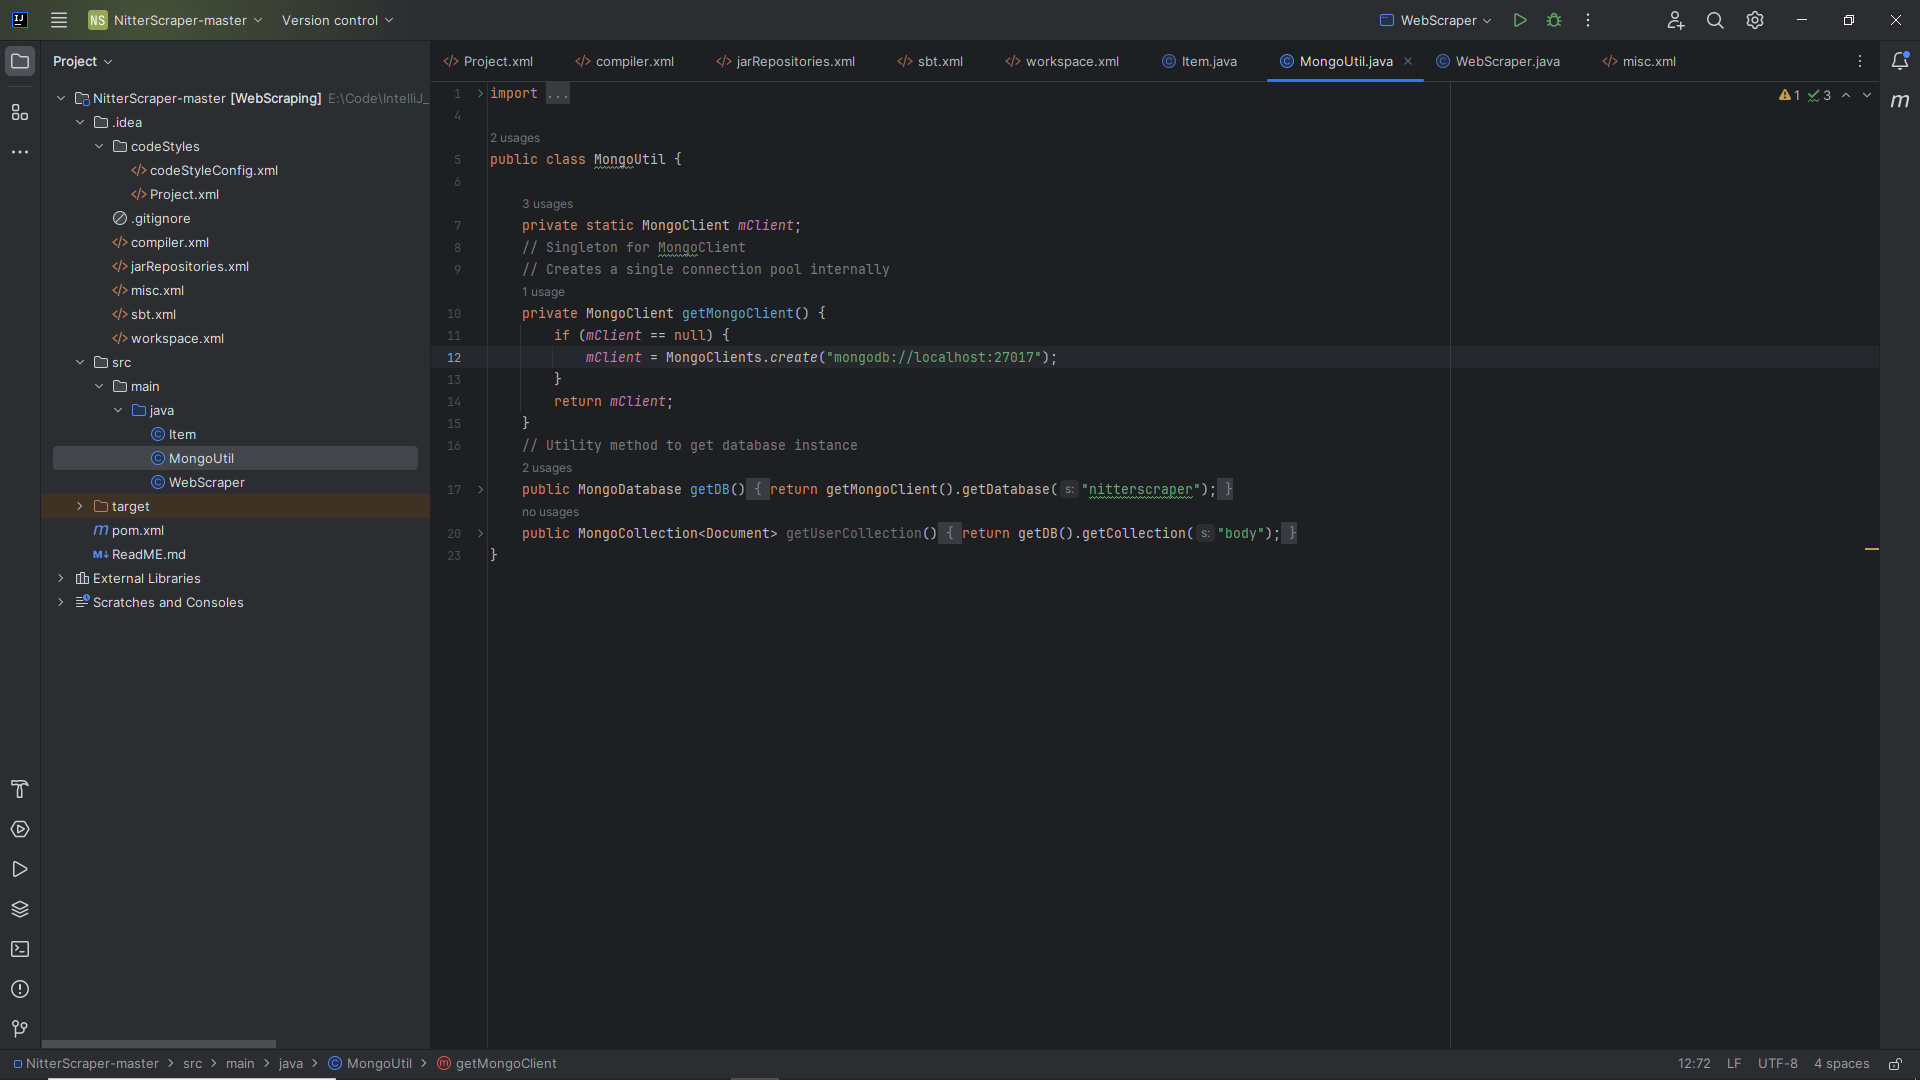 NS NitterScraper-master Version control WebScraper
Project
NitterScraper-master [WebScraping] E:\Code\IntelliJ_
.idea
codeStyles
codeStyleConfig.xml
Project.xml
.gitignore
compiler.xml
jarRepositories.xml
misc.xml
sbt.xml
workspace.xml
src
main
java
Item
MongoUtil
WebScraper
target
pom.xml
ReadME.md
External Libraries
Scratches and Consoles
Project.xml compiler.xml jarRepositories.xml sbt.xml workspace.xml Item.java MongoUtil.java WebScraper.java misc.xml
1 3
1 import ...
4
2 usages
5 public class MongoUtil {
6
3 usages
7 private static MongoClient mClient;
8 // Singleton for MongoClient
9 // Creates a single connection pool internally
1 usage
10 private MongoClient getMongoClient() {
11 if (mClient == null) {
12 mClient = MongoClients.create("mongodb://localhost:27017");
13 }
14 return mClient;
15 }
16 // Utility method to get database instance
2 usages
17 public MongoDatabase getDB() { return getMongoClient().getDatabase( s: "nitterscraper"); }
no usages
20 public MongoCollection<Document> getUserCollection() { return getDB().getCollection( s: "body"); }
23 }
NitterScraper-master > src > main > java > MongoUtil > getMongoClient 12:72 LF UTF-8 4 spaces